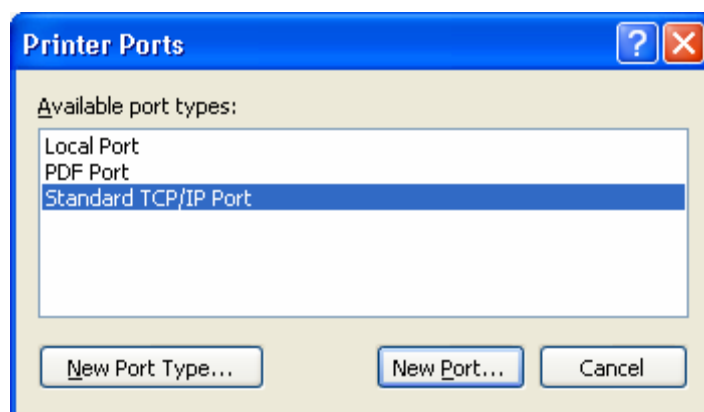 Printer Ports
?
Available port types:
Local Port
PDF Port
Standard TCP/IP Port
New Port Type...
New Port...
Cancel